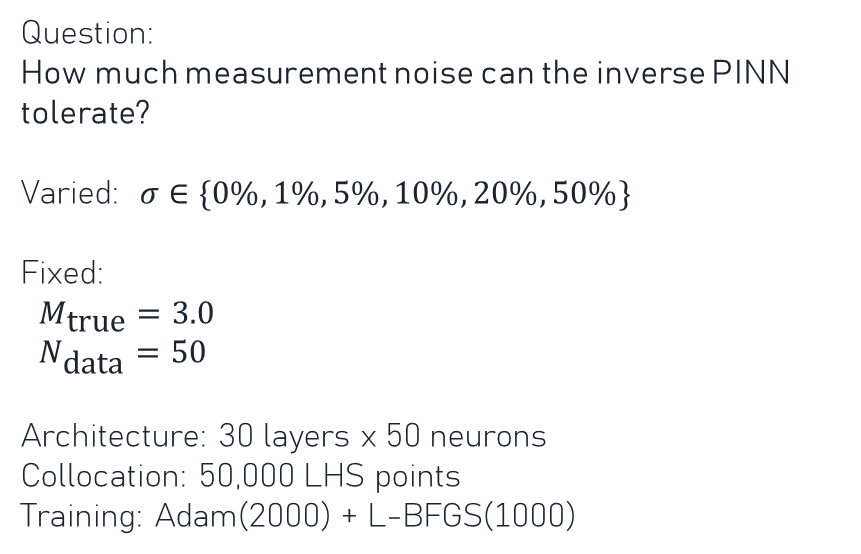 Question:
How much measurement noise can the inverse PINN
tolerate?
Varied: σ ∈ {0%, 1%, 5%, 10%, 20%, 50%}
Fixed:
M_true = 3.0
N_data = 50
Architecture: 30 layers x 50 neurons
Collocation: 50,000 LHS points
Training: Adam(2000) + L-BFGS(1000)